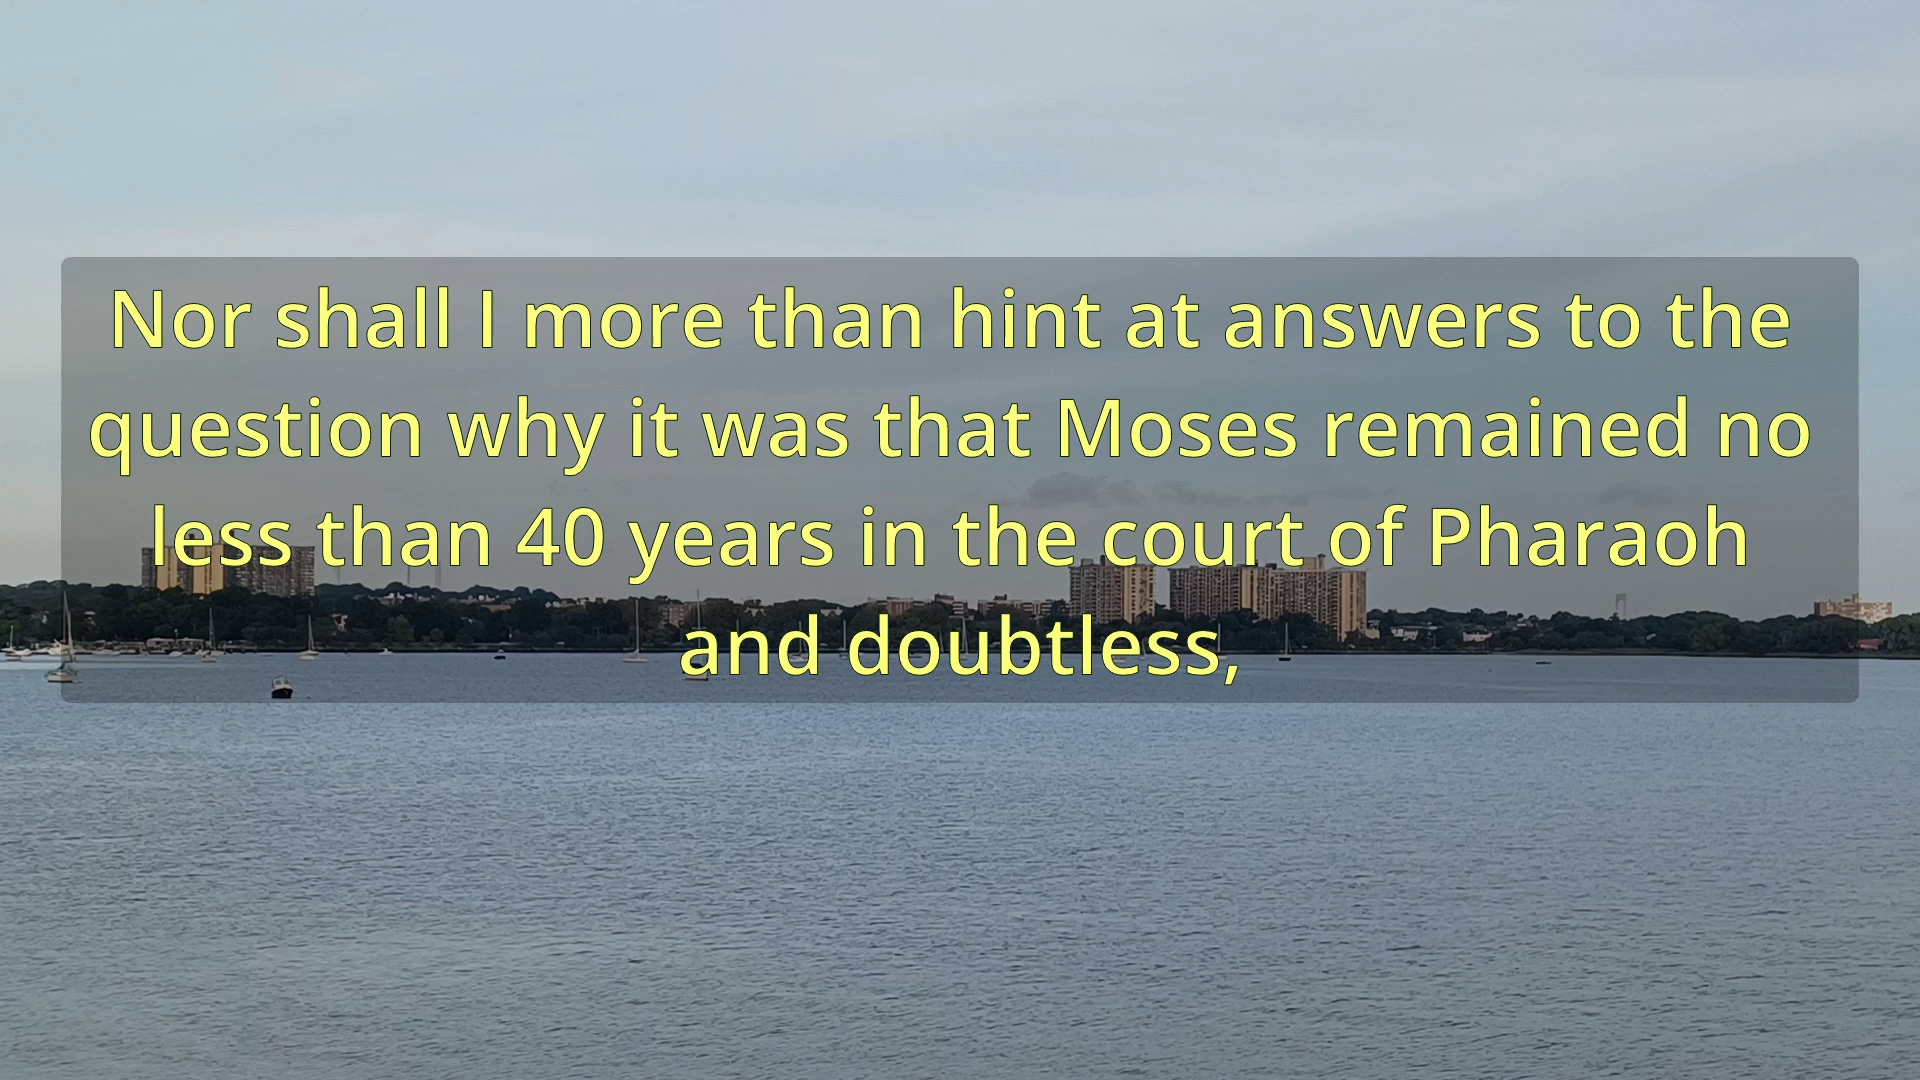 Nor shall I more than hint at answers to the
question why it was that Moses remained no
less than 40 years in the court of Pharaoh
and doubtless,